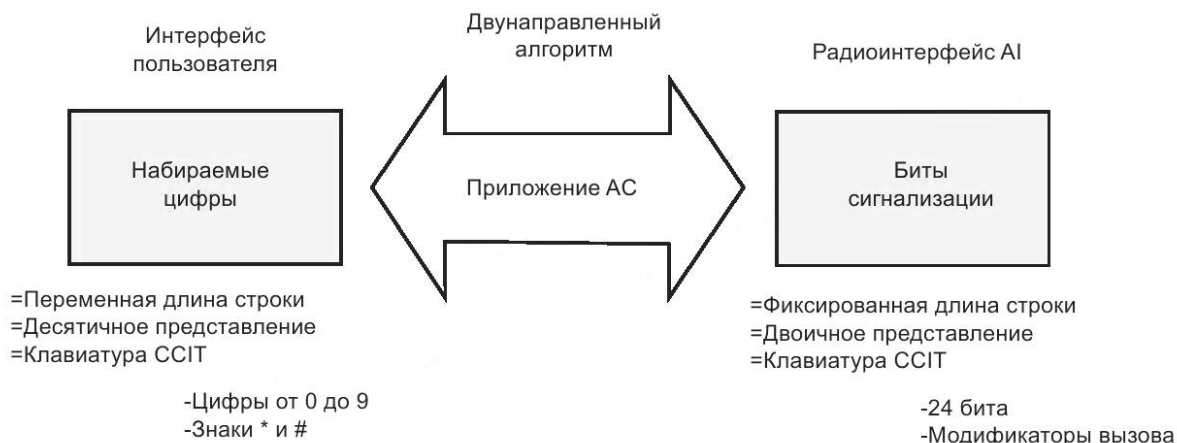 Интерфейс
пользователя
Двунаправленный
алгоритм
Радиоинтерфейс AI
Набираемые
цифры
Приложение АС
Биты
сигнализации
=Переменная длина строки
=Десятичное представление
=Клавиатура CCIT
-Цифры от 0 до 9
-Знаки * и #
=Фиксированная длина строки
=Двоичное представление
=Клавиатура CCIT
-24 бита
-Модификаторы вызова